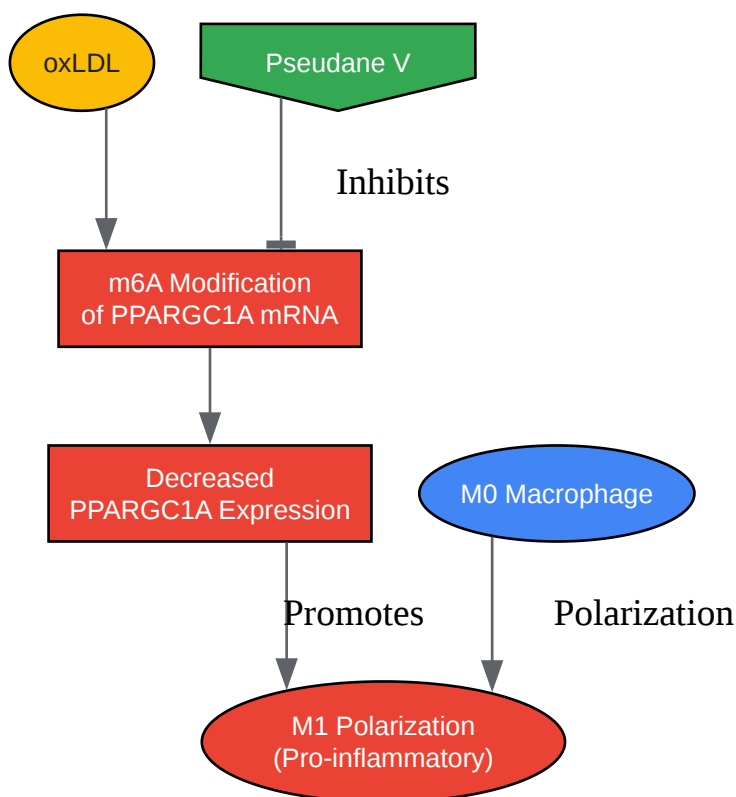 oxLDL
Pseudane V
Inhibits
m6A Modification
of PPARGC1A mRNA
Decreased
PPARGC1A Expression
M0 Macrophage
Promotes
Polarization
M1 Polarization
(Pro-inflammatory)